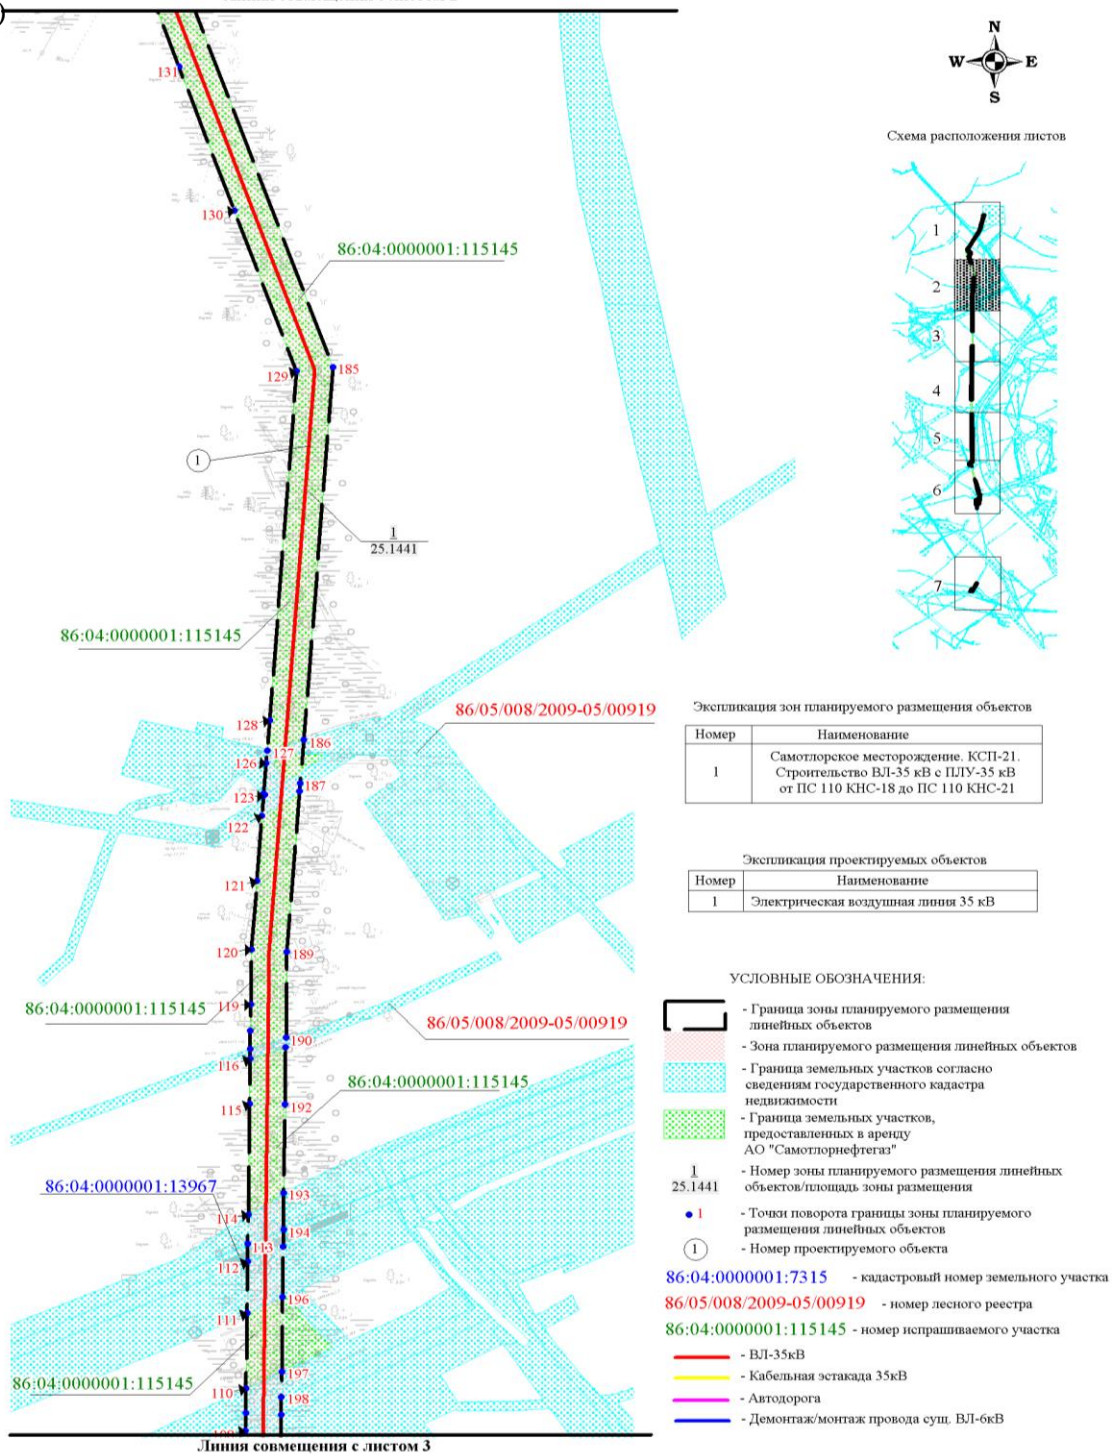 131
130
86:04:0000001:115145
129
185
1
1
25.1441
86:04:0000001:115145
128
86/05/008/2009-05/00919
186
127
126
187
123
122
121
120
189
119
86:04:0000001:115145
86/05/008/2009-05/00919
190
116
86:04:0000001:115145
115
192
86:04:0000001:13967
193
114
194
113
112
196
111
197
86:04:0000001:115145
110
198
Линия совмещения с листом 3
N
W
E
S
Схема расположения листов
1
2
3
4
5
6
7
Экспликация зон планируемого размещения объектов
Номер Наименование
1 Самотлорское месторождение. КСП-21.
Строительство ВЛ-35 кВ с ПЛУ-35 кВ
от ПС 110 КНС-18 до ПС 110 КНС-21
Экспликация проектируемых объектов
Номер Наименование
1 Электрическая воздушная линия 35 кВ
УСЛОВНЫЕ ОБОЗНАЧЕНИЯ:
- Граница зоны планируемого размещения
линейных объектов
- Зона планируемого размещения линейных объектов
- Граница земельных участков согласно
сведениям государственного кадастра
недвижимости
- Граница земельных участков,
предоставленных в аренду
АО "Самотлорнефтегаз"
1
25.1441
- Номер зоны планируемого размещения линейных
объектов/площадь зоны размещения
1 - Точки поворота границы зоны планируемого
размещения линейных объектов
1 - Номер проектируемого объекта
86:04:0000001:7315 - кадастровый номер земельного участка
86/05/008/2009-05/00919 - номер лесного реестра
86:04:0000001:115145 - номер испрашиваемого участка
- ВЛ-35кВ
- Кабельная эстакада 35кВ
- Автодорога
- Демонтаж/монтаж провода сущ. ВЛ-6кВ